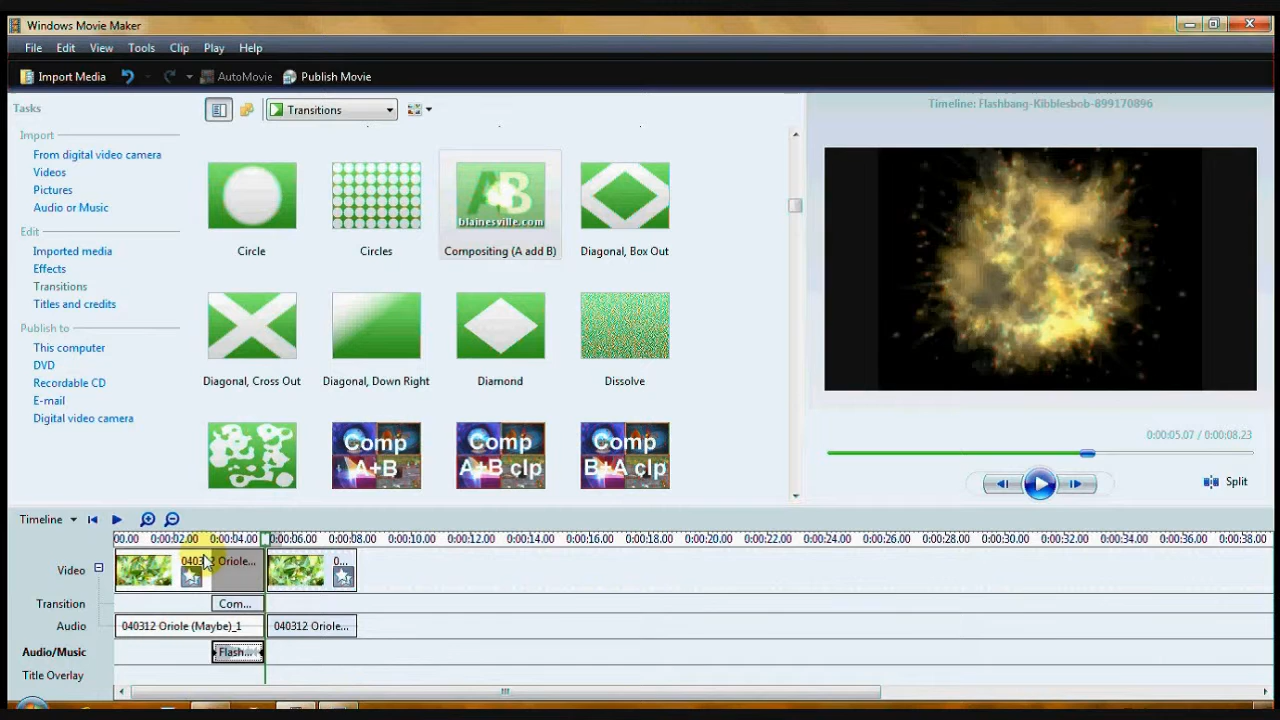 Windows Movie Maker
File Edit View Tools Clip Play Help
Import Media AutoMovie Publish Movie
Tasks
Transitions
Timeline: Flashbang-Kibblesbob-899170896
Import
From digital video camera
Videos
Pictures
Audio or Music
Edit
Imported media
Effects
Transitions
Titles and credits
Publish to
This computer
DVD
Recordable CD
E-mail
Digital video camera
AB
blainesville.com
Circle Circles Compositing (A add B) Diagonal, Box Out
Diagonal, Cross Out Diagonal, Down Right Diamond Dissolve
Comp A+B
Comp A+B clp
Comp B+A clp
0:00:05.07 / 0:00:08.23
Split
Timeline
00.00 0:00:02.00 0:00:04.00 0:00:06.00 0:00:08.00 0:00:10.00 0:00:12.00 0:00:14.00 0:00:16.00 0:00:18.00 0:00:20.00 0:00:22.00 0:00:24.00 0:00:26.00 0:00:28.00 0:00:30.00 0:00:32.00 0:00:34.00 0:00:36.00 0:00:38.00
Video 040312 Oriole... 0...
Transition Com...
Audio 040312 Oriole (Maybe)_1 040312 Oriole...
Audio/Music Flash...
Title Overlay